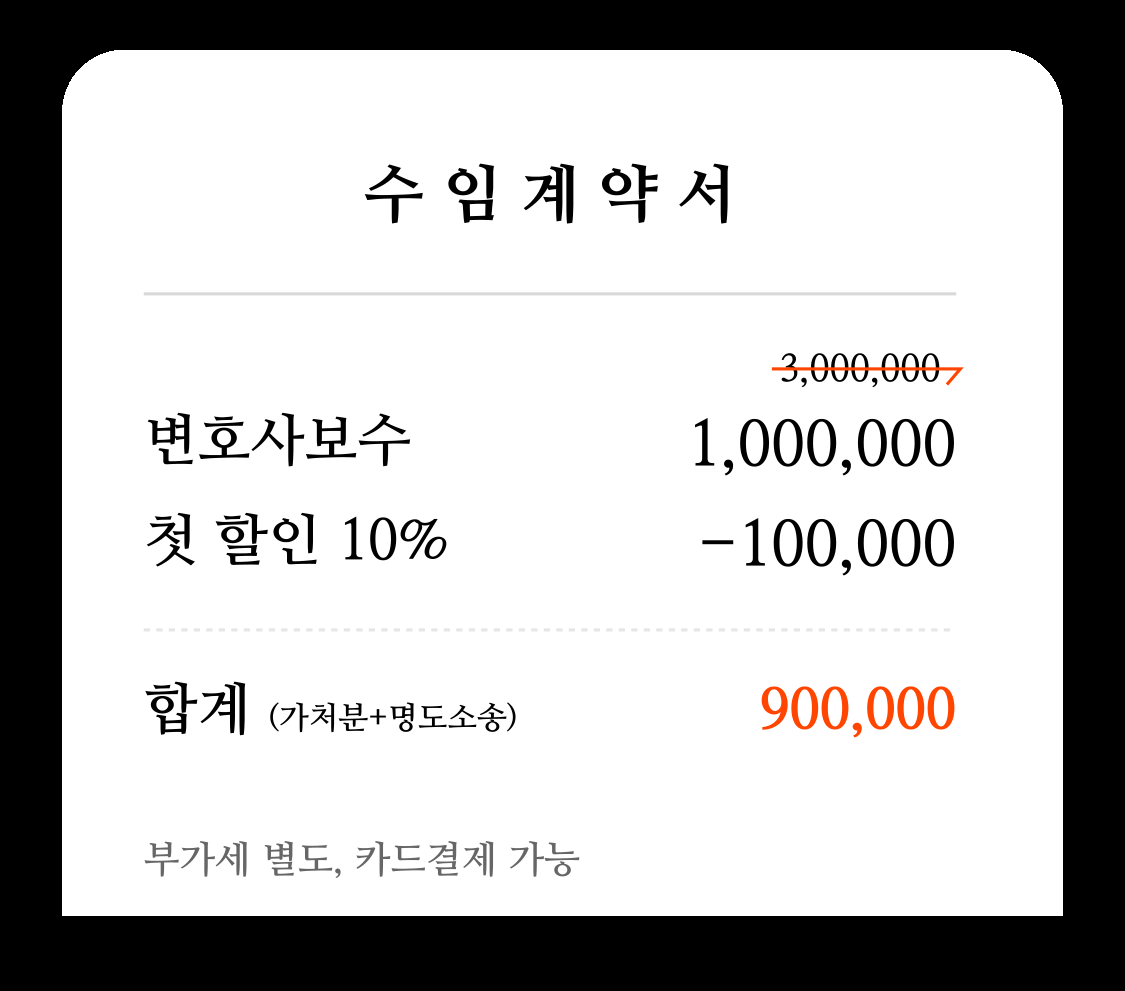 수임계약서
3,000,000
변호사보수 1,000,000
첫 할인 10% -100,000
합계 (가처분+명도소송) 900,000
부가세 별도, 카드결제 가능